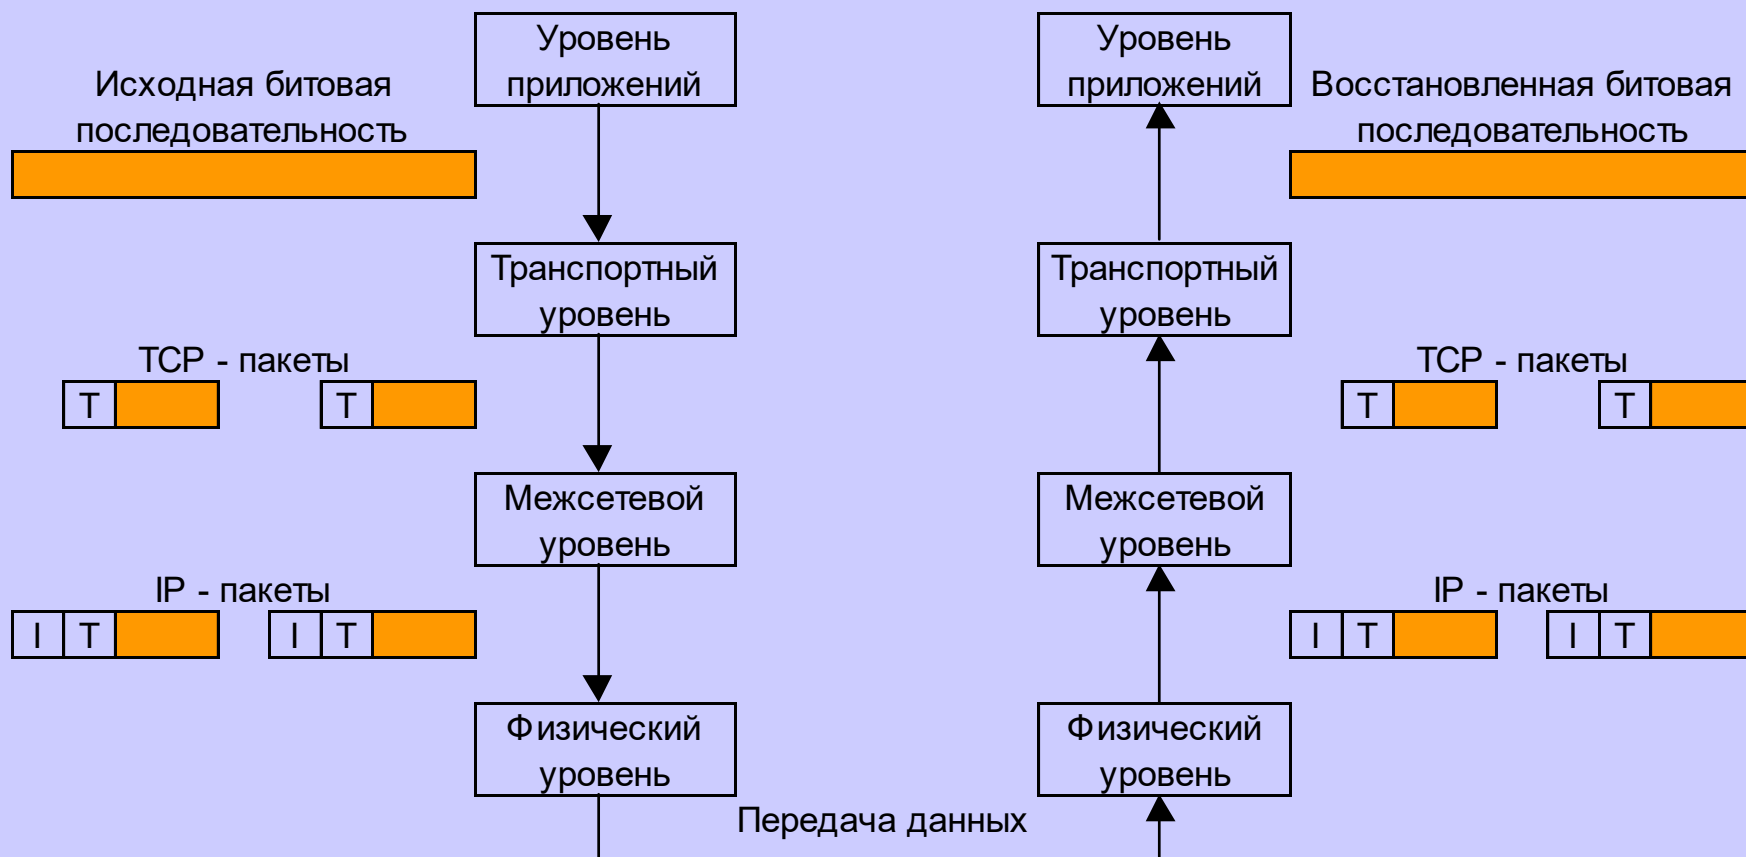 Уровень
приложений
Уровень
приложений
Исходная битовая
последовательность
Восстановленная битовая
последовательность
Транспортный
уровень
Транспортный
уровень
TCP - пакеты
T
T
TCP - пакеты
T
T
Межсетевой
уровень
Межсетевой
уровень
IP - пакеты
I T
I T
IP - пакеты
I T
I T
Физический
уровень
Физический
уровень
Передача данных